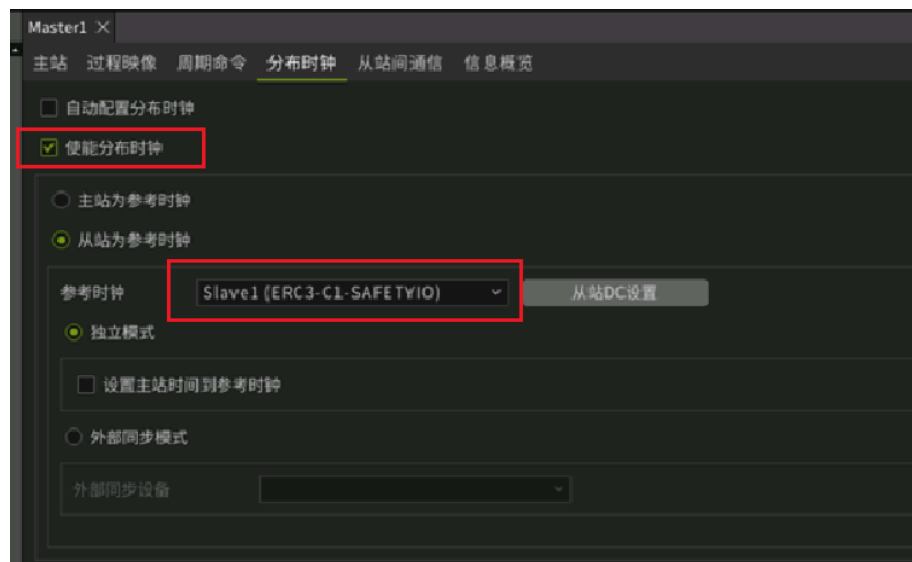 Master1
主站 过程映像 周期命令 分布时钟 从站间通信 信息概览
自动配置分布时钟
使能分布时钟
主站为参考时钟
从站为参考时钟
参考时钟 Slave1 (ERC3-C1-SAFETYIO) 从站DC设置
独立模式
设置主站时间到参考时钟
外部同步模式
外部同步设备